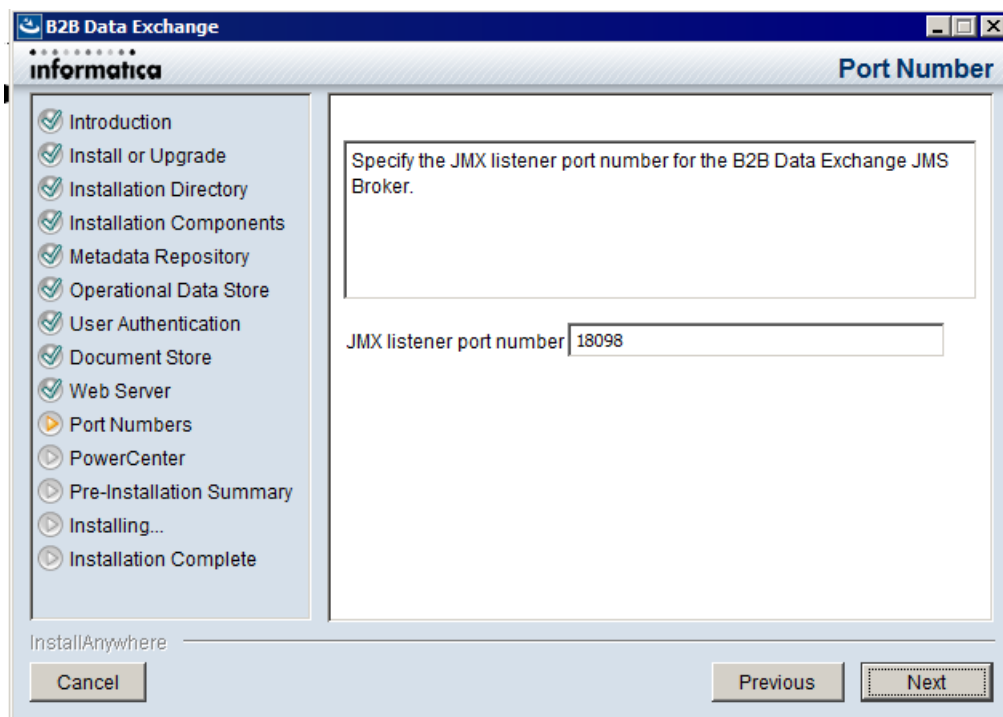 B2B Data Exchange
informatica
Port Number
Introduction
Install or Upgrade
Installation Directory
Installation Components
Metadata Repository
Operational Data Store
User Authentication
Document Store
Web Server
Port Numbers
PowerCenter
Pre-Installation Summary
Installing...
Installation Complete
Specify the JMX listener port number for the B2B Data Exchange JMS
Broker.
JMX listener port number 18098
InstallAnywhere
Cancel
Previous
Next